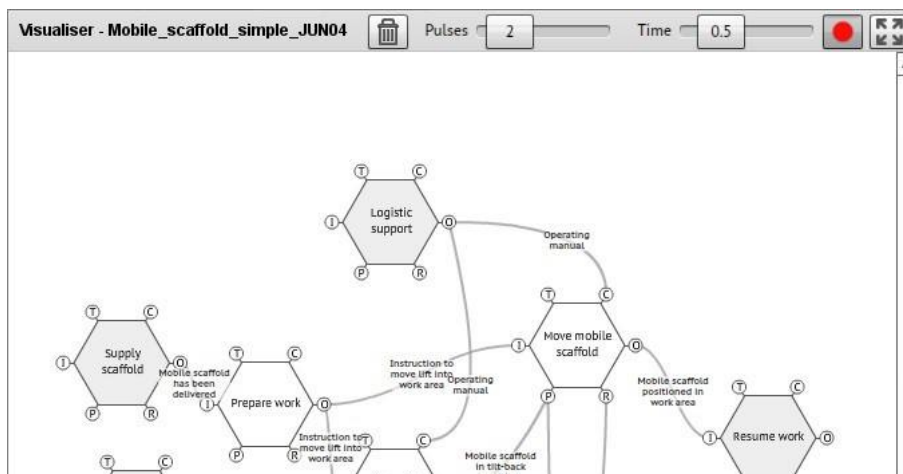 Visualiser - Mobile_scaffold_simple_JUN04
Pulses
2
Time
0.5
T
C
Logistic
support
I
O
P
R
Operating
manual
T
C
Move mobile
scaffold
I
O
P
R
T
C
Supply
scaffold
I
O
P
R
Mobile scaffold
has been
delivered
T
C
Prepare work
I
O
P
R
Instruction to
move lift into
work area
Operating
manual
Mobile scaffold
positioned in
work area
T
C
Resume work
I
O
Instruction to
move lift into
work area
T
C
Mobile scaffold
in tilt-back
T
C